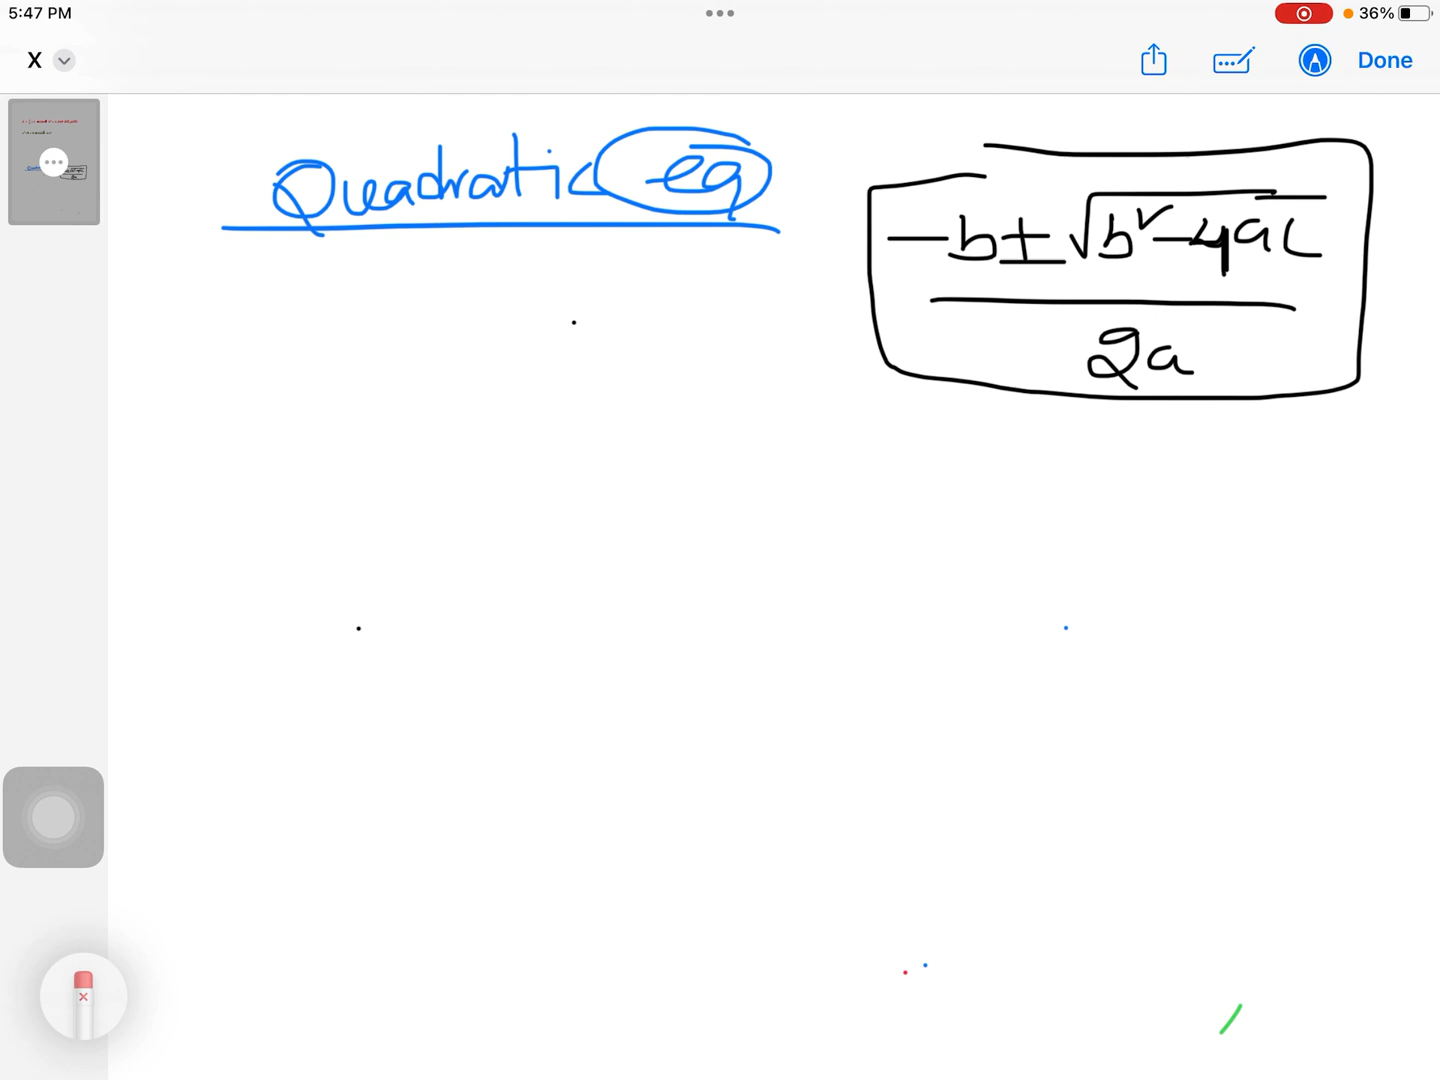 5:47 PM
36%
X
Done
Quadratic eq
-b ± √b² - 4ac
2a